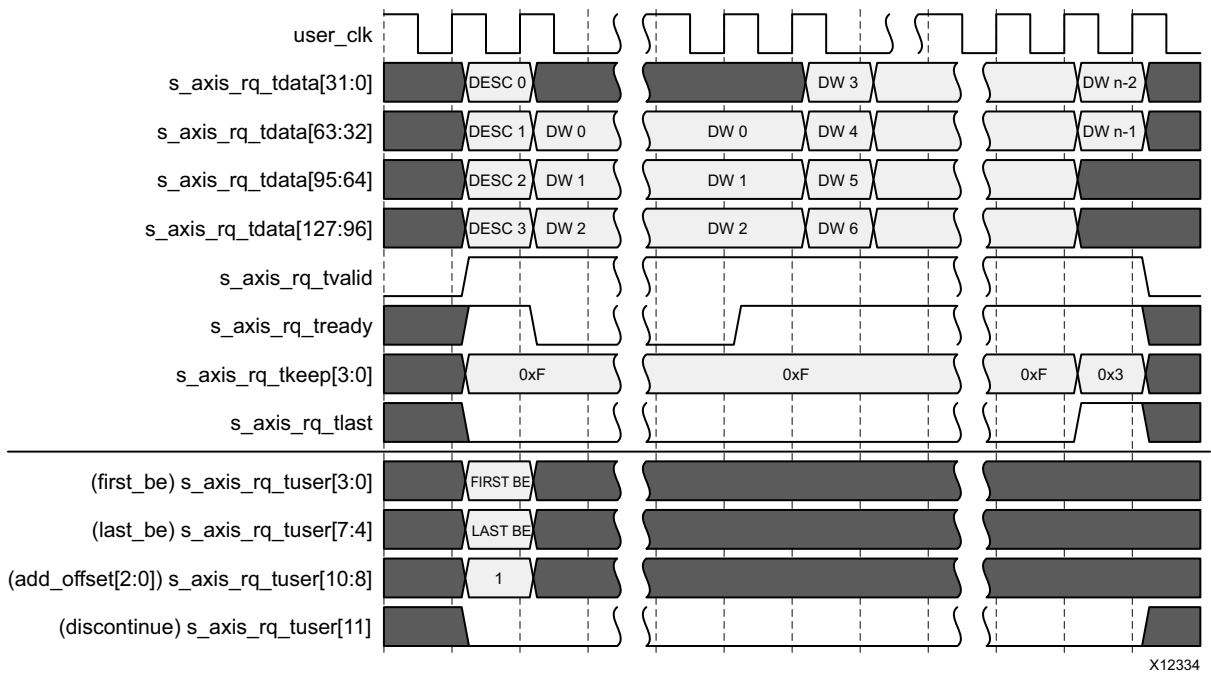 user_clk
s_axis_rq_tdata[31:0] DESC 0 DW 3 DW n-2
s_axis_rq_tdata[63:32] DESC 1 DW 0 DW 0 DW 4 DW n-1
s_axis_rq_tdata[95:64] DESC 2 DW 1 DW 1 DW 5
s_axis_rq_tdata[127:96] DESC 3 DW 2 DW 2 DW 6
s_axis_rq_tvalid
s_axis_rq_tready
s_axis_rq_tkeep[3:0] 0xF 0xF 0xF 0x3
s_axis_rq_tlast
(first_be) s_axis_rq_tuser[3:0] FIRST BE
(last_be) s_axis_rq_tuser[7:4] LAST BE
(add_offset[2:0]) s_axis_rq_tuser[10:8] 1
(discontinue) s_axis_rq_tuser[11]
X12334